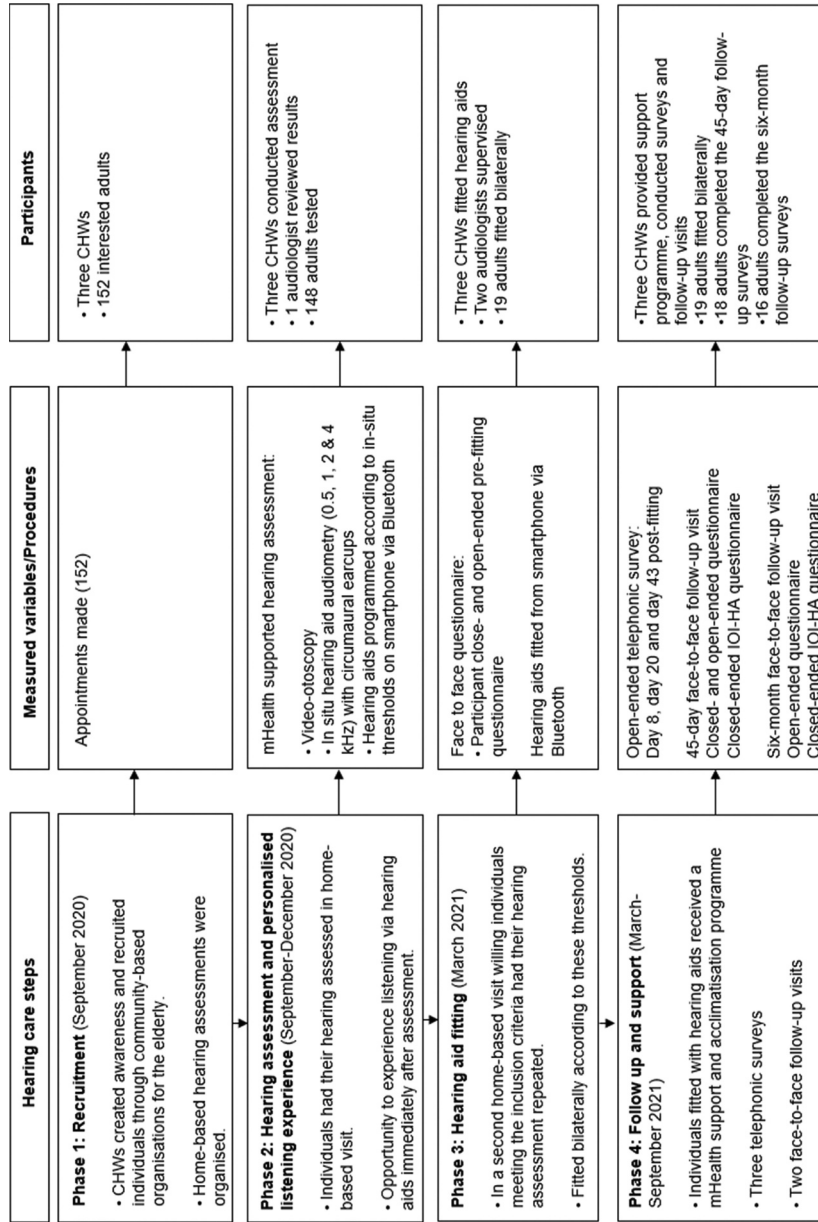 Hearing care steps
Measured variables/Procedures
Participants
Phase 1: Recruitment (September 2020)
• CHWs created awareness and recruited
individuals through community-based
organisations for the elderly.
• Home-based hearing assessments were
organised.
Appointments made (152)
• Three CHWs
• 152 interested adults
Phase 2: Hearing assessment and personalised
listening experience (September-December 2020)
• Individuals had their hearing assessed in home-
based visit.
• Opportunity to experience listening via hearing
aids immediately after assessment.
mHealth supported hearing assessment:
• Video-otoscopy
• In situ hearing aid audiometry (0.5, 1, 2 & 4
kHz) with circumaural earcups
• Hearing aids programmed according to in-situ
thresholds on smartphone via Bluetooth
• Three CHWs conducted assessment
• 1 audiologist reviewed results
• 148 adults tested
Phase 3: Hearing aid fitting (March 2021)
• In a second home-based visit willing individuals
meeting the inclusion criteria had their hearing
assessment repeated.
• Fitted bilaterally according to these thresholds.
Face to face questionnaire:
• Participant close- and open-ended pre-fitting
questionnaire
Hearing aids fitted from smartphone via
Bluetooth
• Three CHWs fitted hearing aids
• Two audiologists supervised
• 19 adults fitted bilaterally
Phase 4: Follow up and support (March-
September 2021)
• Individuals fitted with hearing aids received a
mHealth support and acclimatisation programme
• Three telephonic surveys
• Two face-to-face follow-up visits
Open-ended telephonic survey:
Day 8, day 20 and day 43 post-fitting
45-day face-to-face follow-up visit
Closed- and open-ended questionnaire
Closed-ended IOI-HA questionnaire
Six-month face-to-face follow-up visit
Open-ended questionnaire
Closed-ended IOI-HA questionnaire
•Three CHWs provided support
programme, conducted surveys and
follow-up visits
•19 adults fitted bilaterally
•18 adults completed the 45-day follow-
up surveys
•16 adults completed the six-month
follow-up surveys